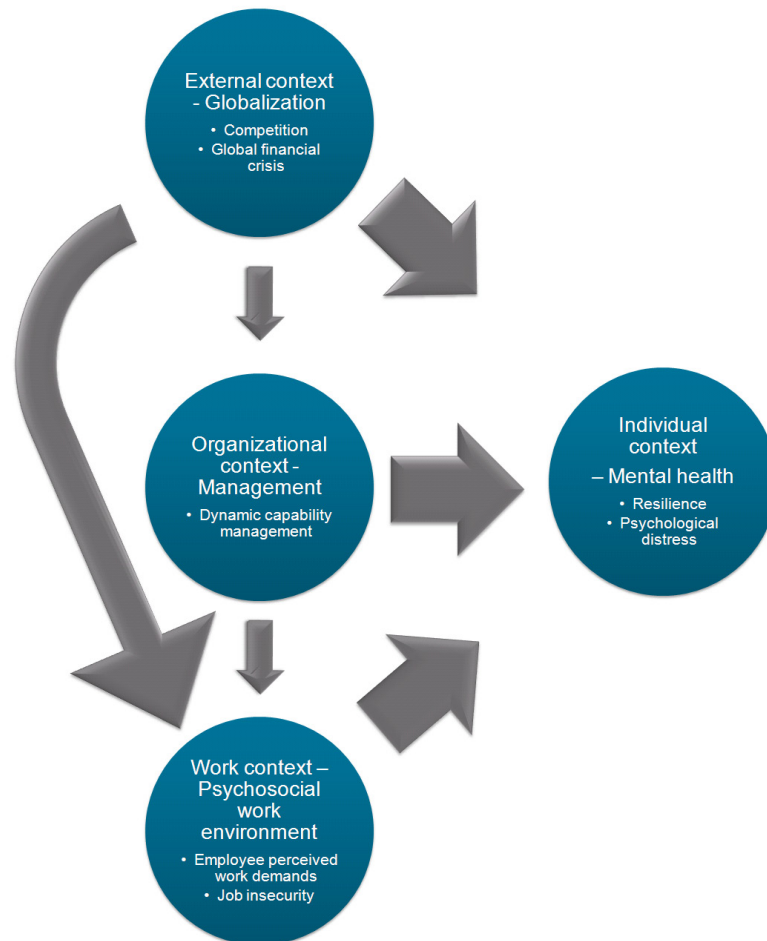 External context
- Globalization
• Competition
• Global financial
crisis
Organizational
context -
Management
• Dynamic capability
management
Individual
context
– Mental health
• Resilience
• Psychological
distress
Work context –
Psychosocial
work
environment
• Employee perceived
work demands
• Job insecurity